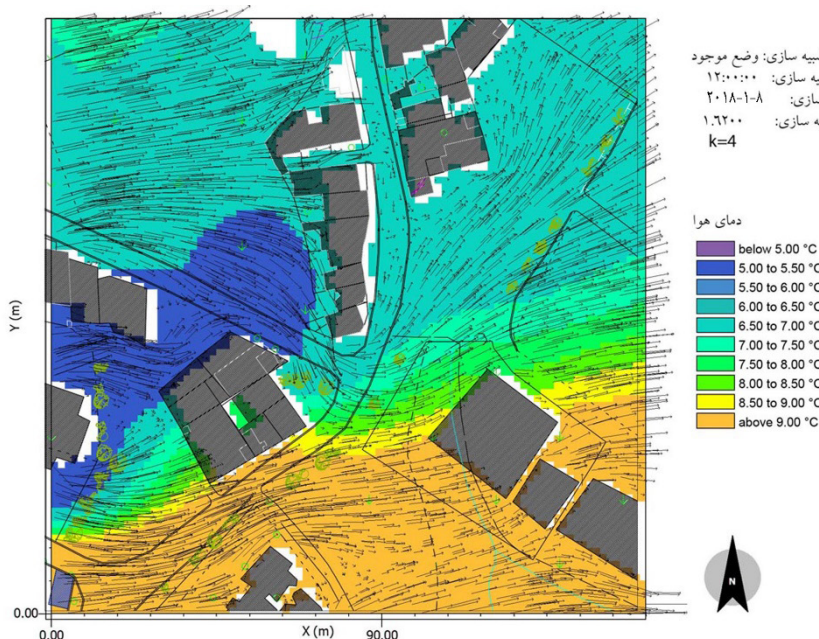 سازی: وضع موجود
سازی: ۱۲:۰۰:۰۰
سازی: ۲۰۱۸-۱-۸
سازی: ۱.۶۲۰۰
k=4
دمای هوا
below 5.00 °C
5.00 to 5.50 °C
5.50 to 6.00 °C
6.00 to 6.50 °C
6.50 to 7.00 °C
7.00 to 7.50 °C
7.50 to 8.00 °C
8.00 to 8.50 °C
8.50 to 9.00 °C
above 9.00 °C
Y (m)
N
0.00
0.00
X (m)
90.00